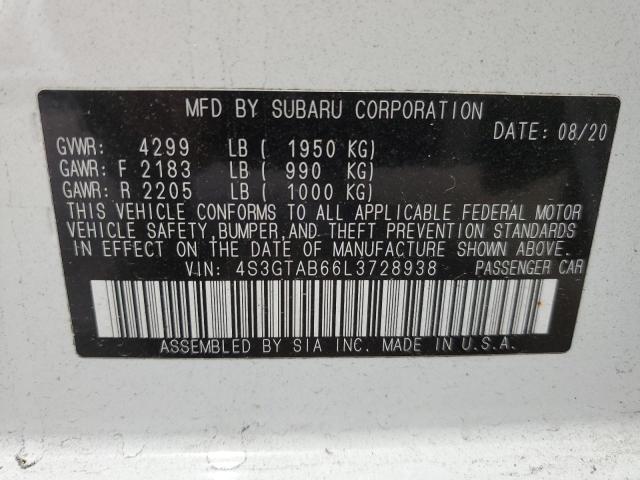 MFD BY SUBARU CORPORATION
DATE: 08/20
GVWR: 4299 LB ( 1950 KG)
GAWR: F 2183 LB ( 990 KG)
GAWR: R 2205 LB ( 1000 KG)
THIS VEHICLE CONFORMS TO ALL APPLICABLE FEDERAL MOTOR
VEHICLE SAFETY, BUMPER, AND THEFT PREVENTION STANDARDS
IN EFFECT ON THE DATE OF MANUFACTURE SHOWN ABOVE.
VIN: 4S3GTAB66L3728938 PASSENGER CAR
ASSEMBLED BY SIA INC. MADE IN U.S.A.